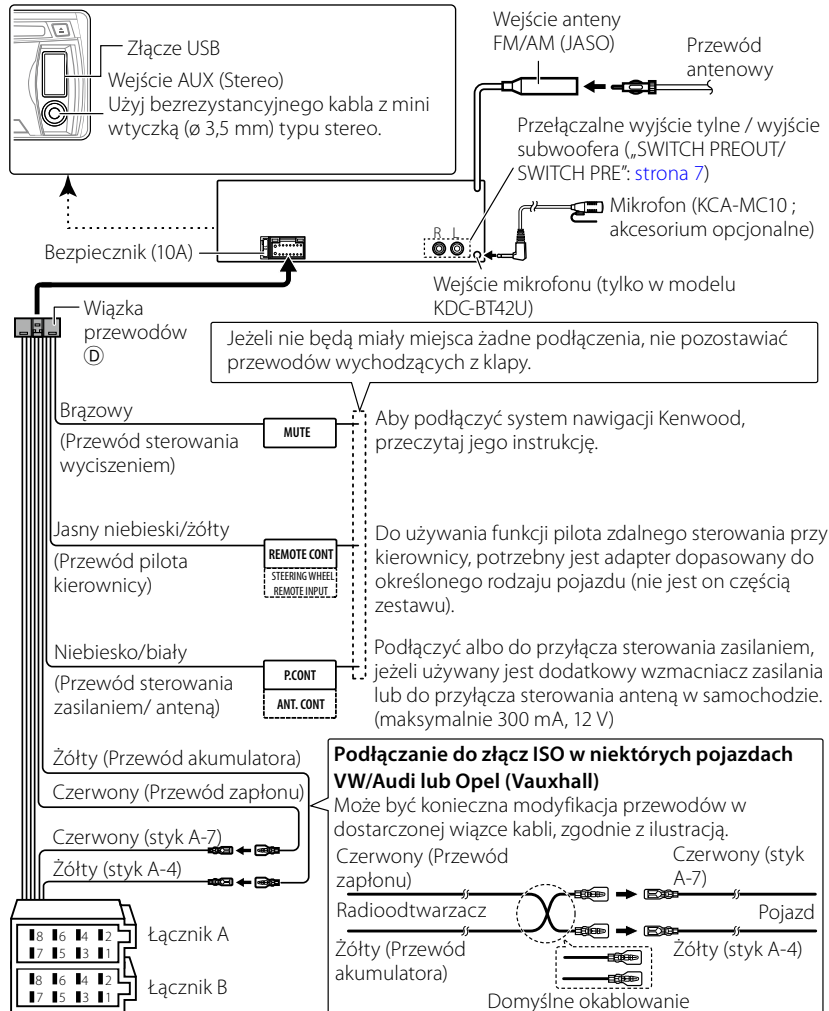 Złącze USB
Wejście AUX (Stereo)
Użyj bezrezystancyjnego kabla z mini
wtyczką (ø 3,5 mm) typu stereo.
Wejście anteny
FM/AM (JASO)
Przewód
antenowy
Przełączalne wyjście tylne / wyjście
subwoofera („SWITCH PREOUT/
SWITCH PRE”: strona 7)
R L
Mikrofon (KCA-MC10 ;
akcesorium opcjonalne)
Bezpiecznik (10A)
Wejście mikrofonu (tylko w modelu
KDC-BT42U)
Wiązka
przewodów
Ⓓ
Jeżeli nie będą miały miejsca żadne podłączenia, nie pozostawiać
przewodów wychodzących z klapy.
Brązowy
(Przewód sterowania
wyciszeniem)
MUTE
Aby podłączyć system nawigacji Kenwood,
przeczytaj jego instrukcję.
Jasny niebieski/żółty
(Przewód pilota
kierownicy)
REMOTE CONT
STEERING WHEEL
REMOTE INPUT
Do używania funkcji pilota zdalnego sterowania przy
kierownicy, potrzebny jest adapter dopasowany do
określonego rodzaju pojazdu (nie jest on częścią
zestawu).
Niebiesko/biały
(Przewód sterowania
zasilaniem/ anteną)
P.CONT
ANT. CONT
Podłączyć albo do przyłącza sterowania zasilaniem,
jeżeli używany jest dodatkowy wzmacniacz zasilania
lub do przyłącza sterowania anteną w samochodzie.
(maksymalnie 300 mA, 12 V)
Żółty (Przewód akumulatora)
Czerwony (Przewód zapłonu)
Czerwony (styk A-7)
Żółty (styk A-4)
8 6 4 2
7 5 3 1
Łącznik A
8 6 4 2
7 5 3 1
Łącznik B
Podłączanie do złącz ISO w niektórych pojazdach
VW/Audi lub Opel (Vauxhall)
Może być konieczna modyfikacja przewodów w
dostarczonej wiązce kabli, zgodnie z ilustracją.
Czerwony (Przewód
zapłonu)
Czerwony (styk
A-7)
Radioodtwarzacz
Pojazd
Żółty (Przewód
akumulatora)
Żółty (styk A-4)
Domyślne okablowanie